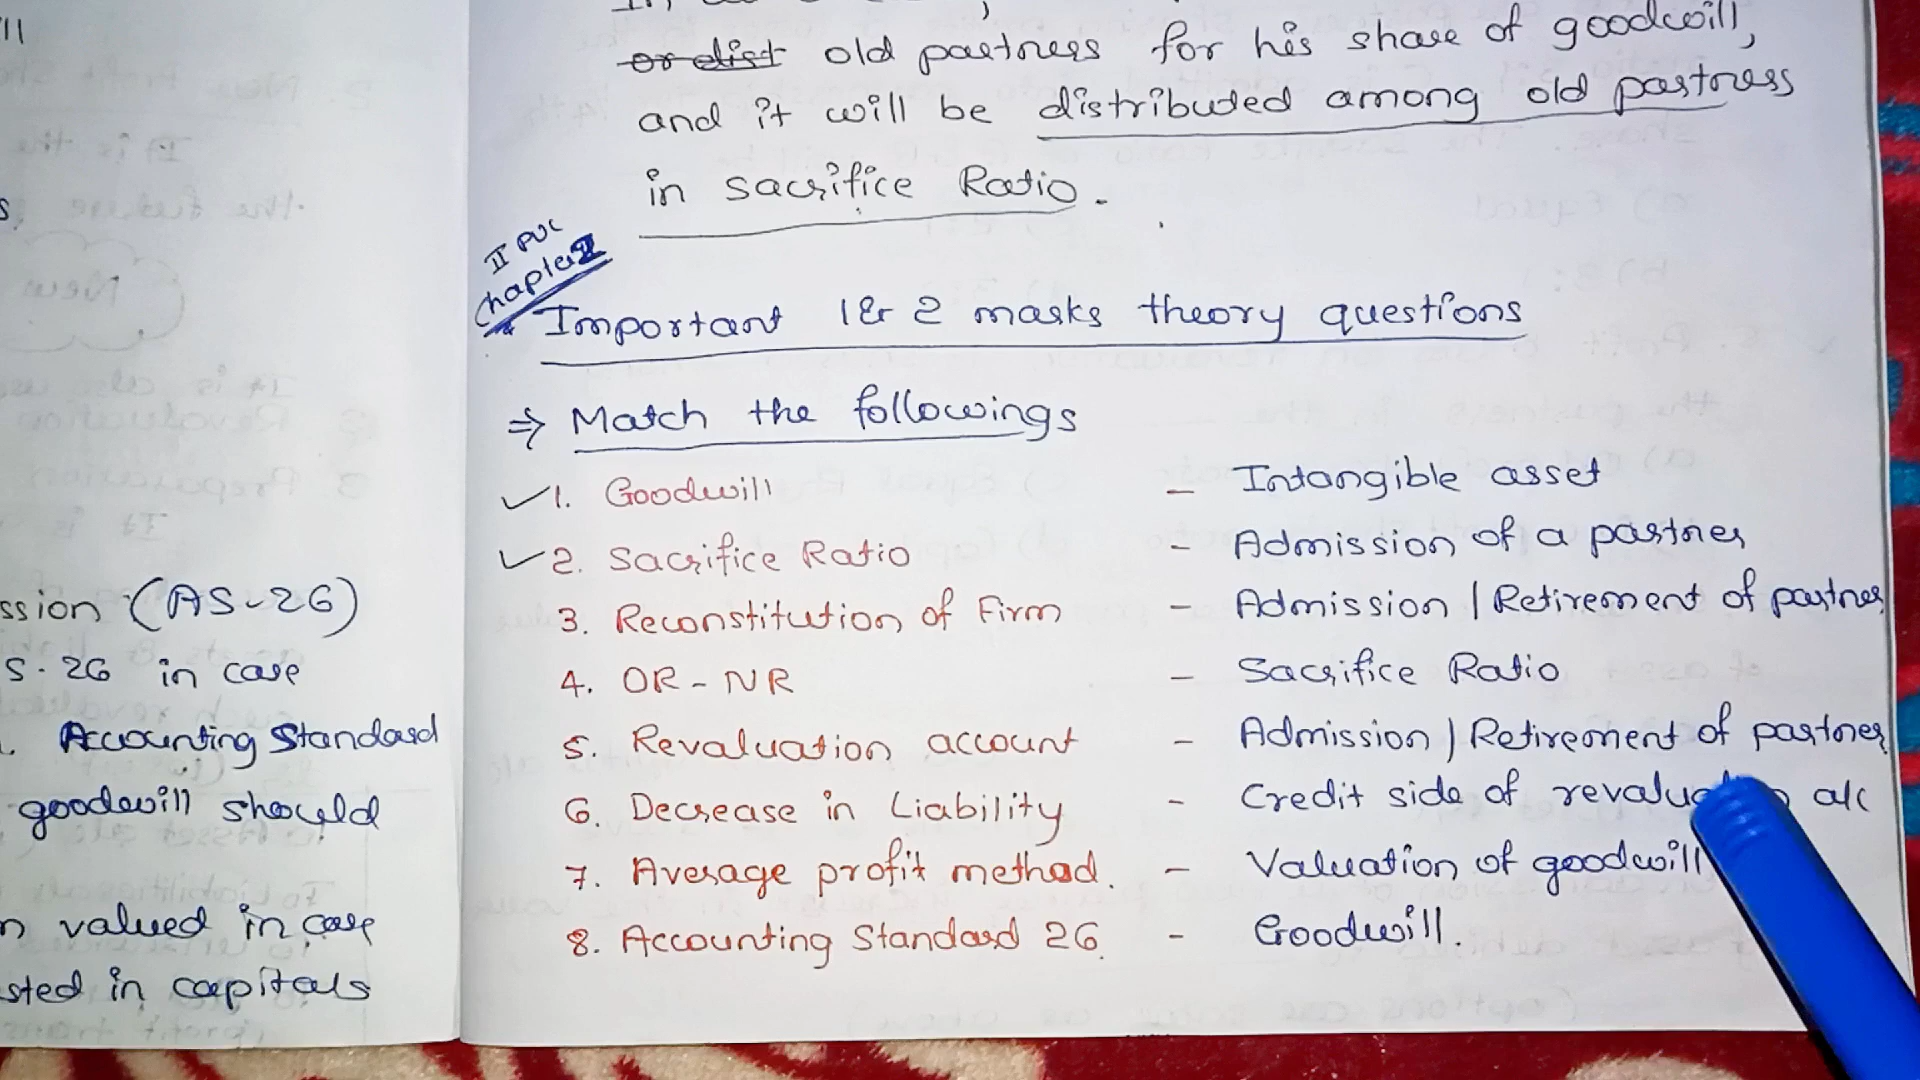 ll
ssion (AS-26)
S. 26 in case
Accounting Standard
goodwill should
n valued in case
sted in capitals
or dist old partners for his share of goodwill,
and it will be distributed among old partners
in sacrifice Ratio.
II PUC
Chapter 2
Important 1 & 2 marks theory questions
⇒ Match the followings
✓1. Goodwill – Intangible asset
✓2. Sacrifice Ratio – Admission of a partner
3. Reconstitution of Firm – Admission / Retirement of partner
4. OR - NR – Sacrifice Ratio
5. Revaluation account – Admission / Retirement of partner
6. Decrease in Liability – Credit side of a/c
7. Average profit method. – Valuation of goodwill
8. Accounting Standard 26. – Goodwill.